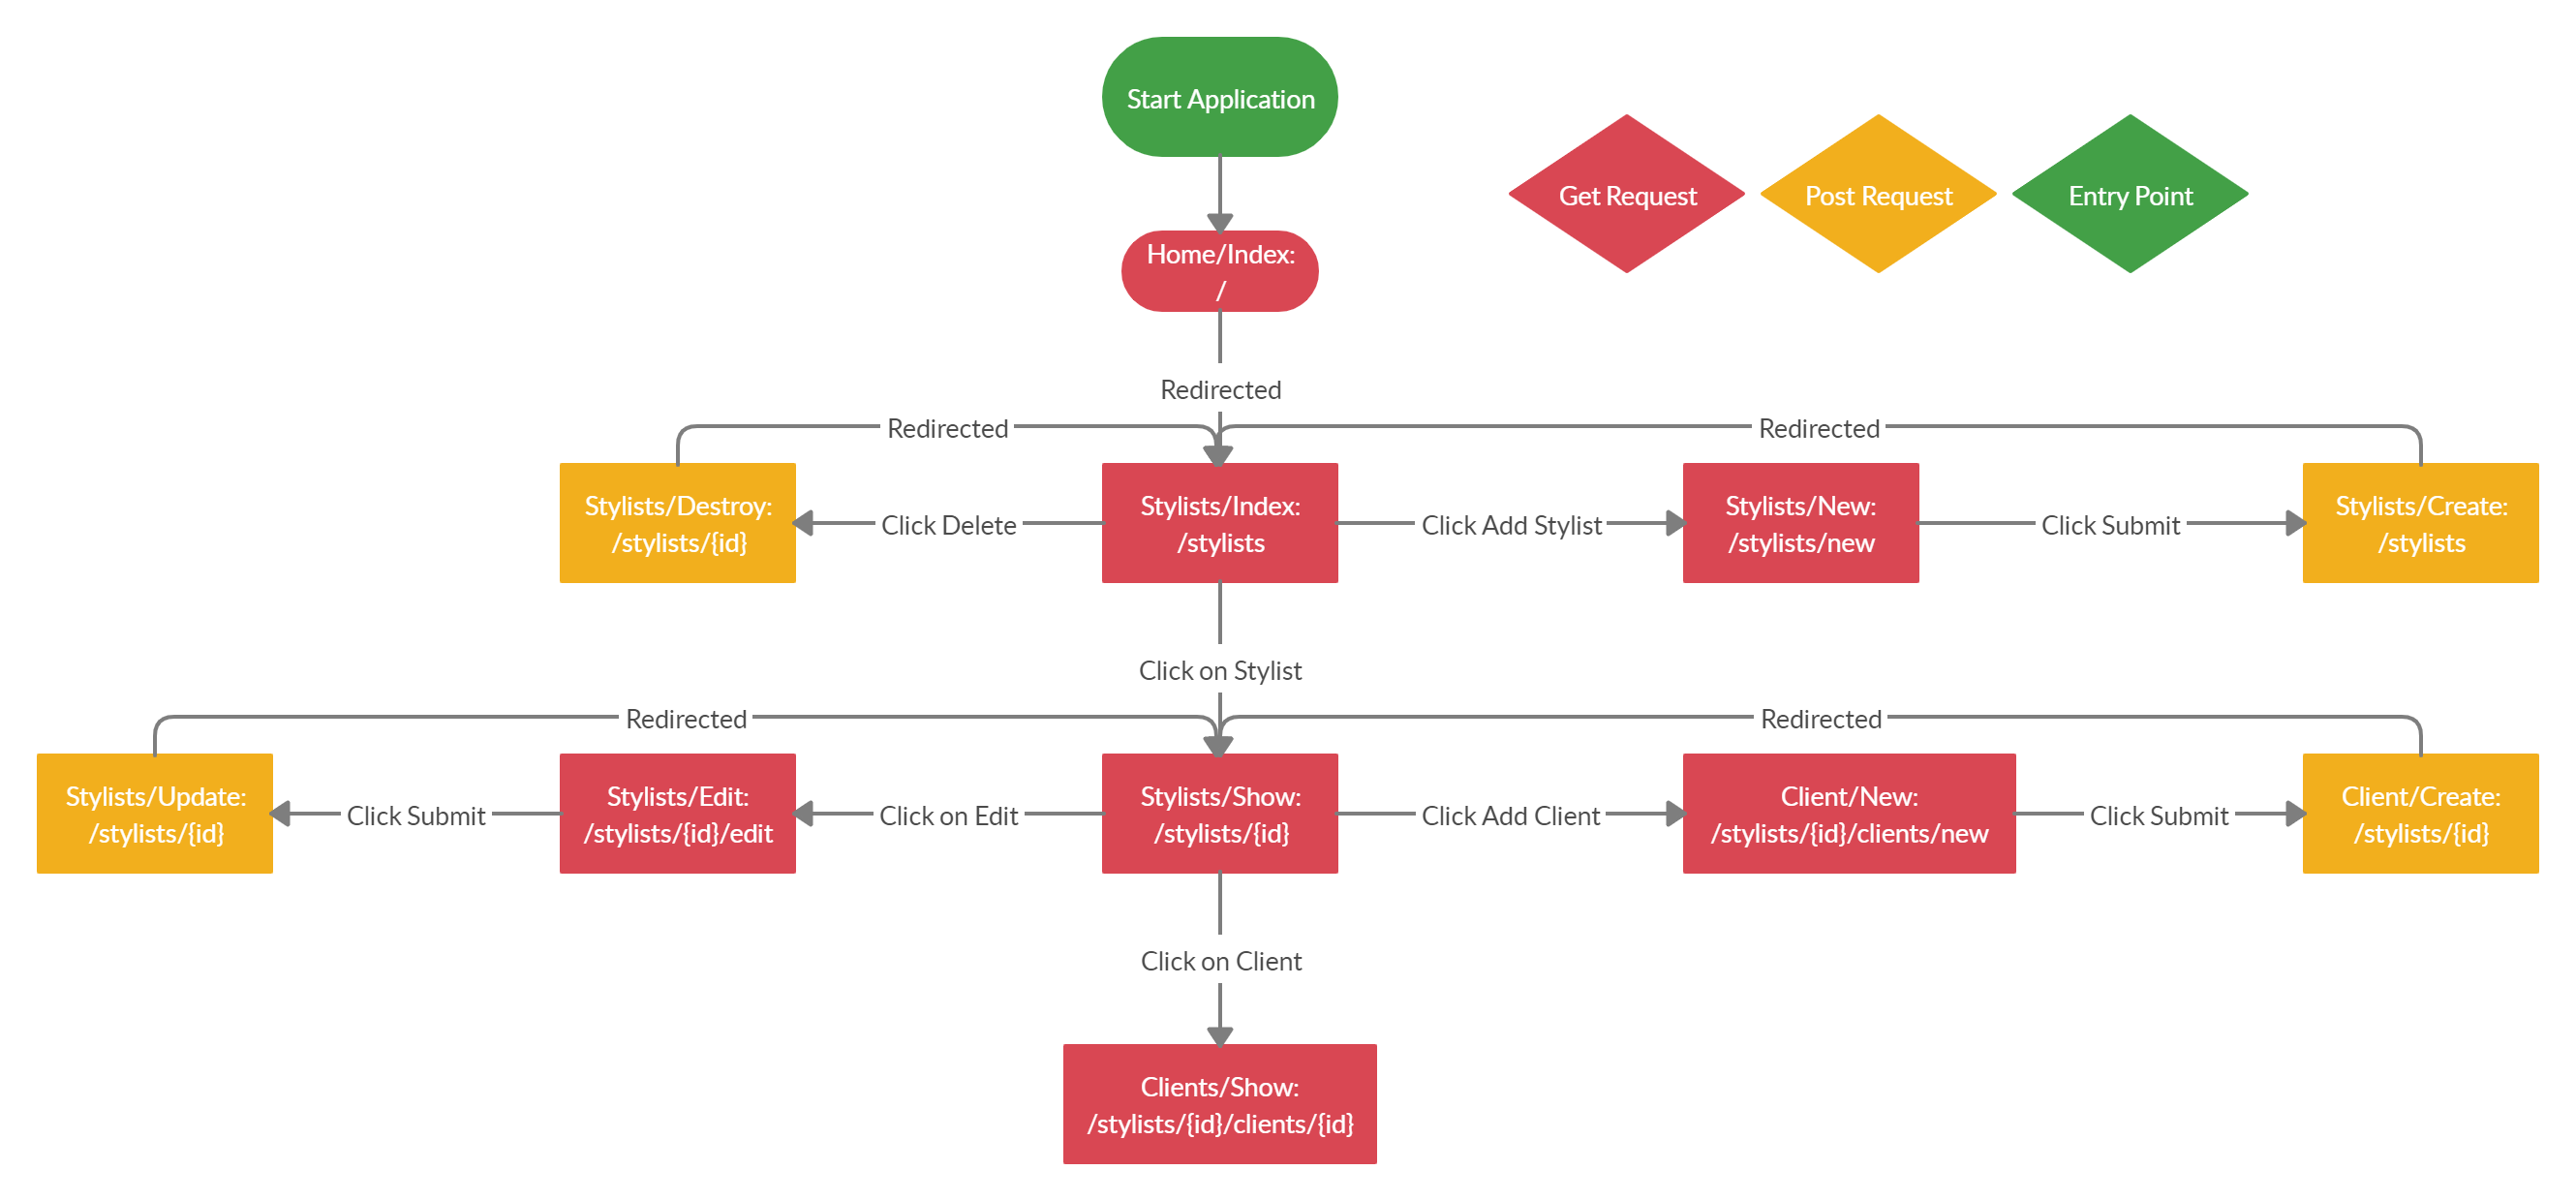 Start Application
Get Request
Post Request
Entry Point
Home/Index:
/
Redirected
Redirected
Redirected
Stylists/Destroy:
/stylists/{id}
Click Delete
Stylists/Index:
/stylists
Click Add Stylist
Stylists/New:
/stylists/new
Click Submit
Stylists/Create:
/stylists
Click on Stylist
Redirected
Redirected
Stylists/Update:
/stylists/{id}
Click Submit
Stylists/Edit:
/stylists/{id}/edit
Click on Edit
Stylists/Show:
/stylists/{id}
Click Add Client
Client/New:
/stylists/{id}/clients/new
Click Submit
Client/Create:
/stylists/{id}
Click on Client
Clients/Show:
/stylists/{id}/clients/{id}